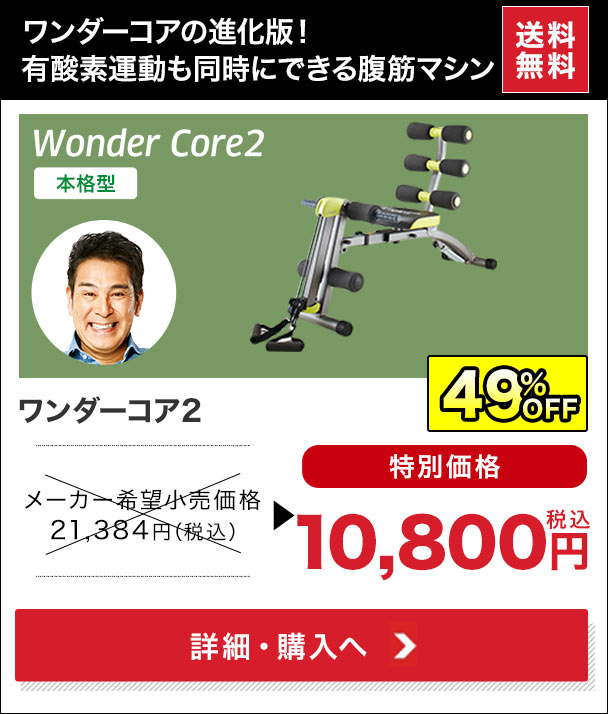 ワンダーコアの進化版!
有酸素運動も同時にできる腹筋マシン
送料
無料
Wonder Core2
本格型
49%OFF
ワンダーコア2
メーカー希望小売価格
21,384円(税込)
特別価格
10,800円税込
詳細・購入へ